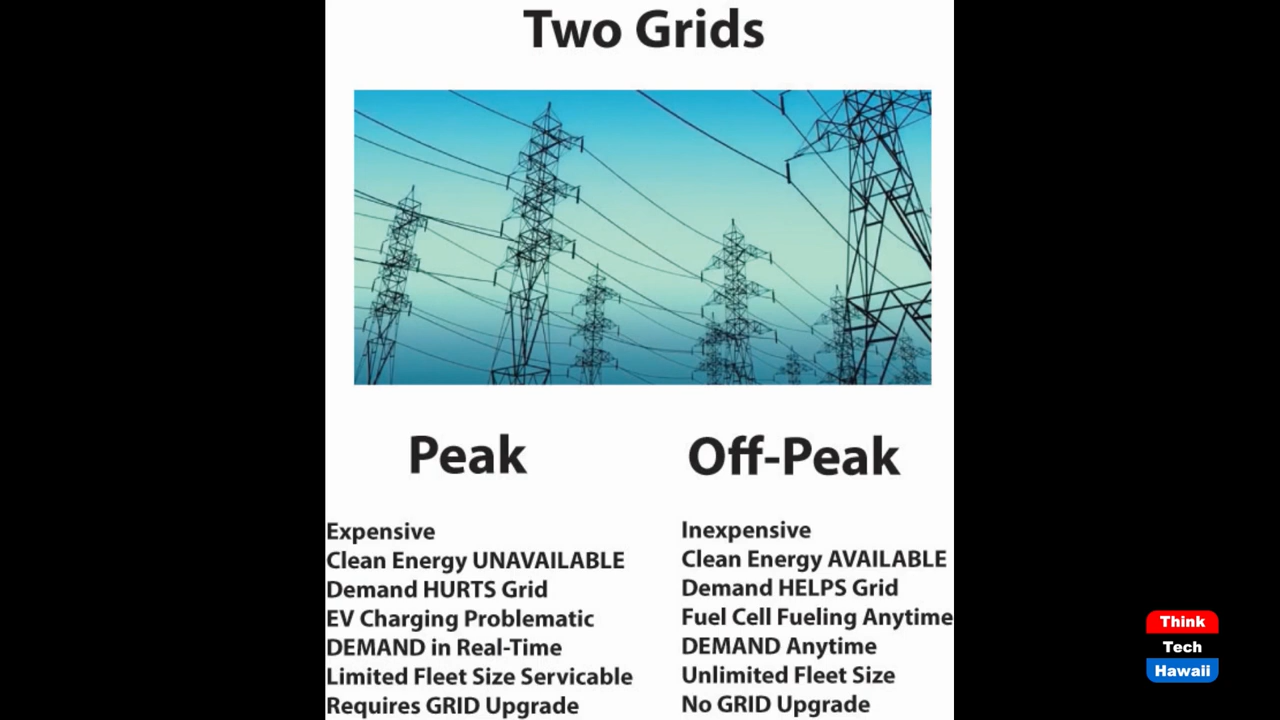 Two Grids
Peak
Off-Peak
Expensive
Clean Energy UNAVAILABLE
Demand HURTS Grid
EV Charging Problematic
DEMAND in Real-Time
Limited Fleet Size Servicable
Requires GRID Upgrade
Inexpensive
Clean Energy AVAILABLE
Demand HELPS Grid
Fuel Cell Fueling Anytime
DEMAND Anytime
Unlimited Fleet Size
No GRID Upgrade
Think
Tech
Hawaii